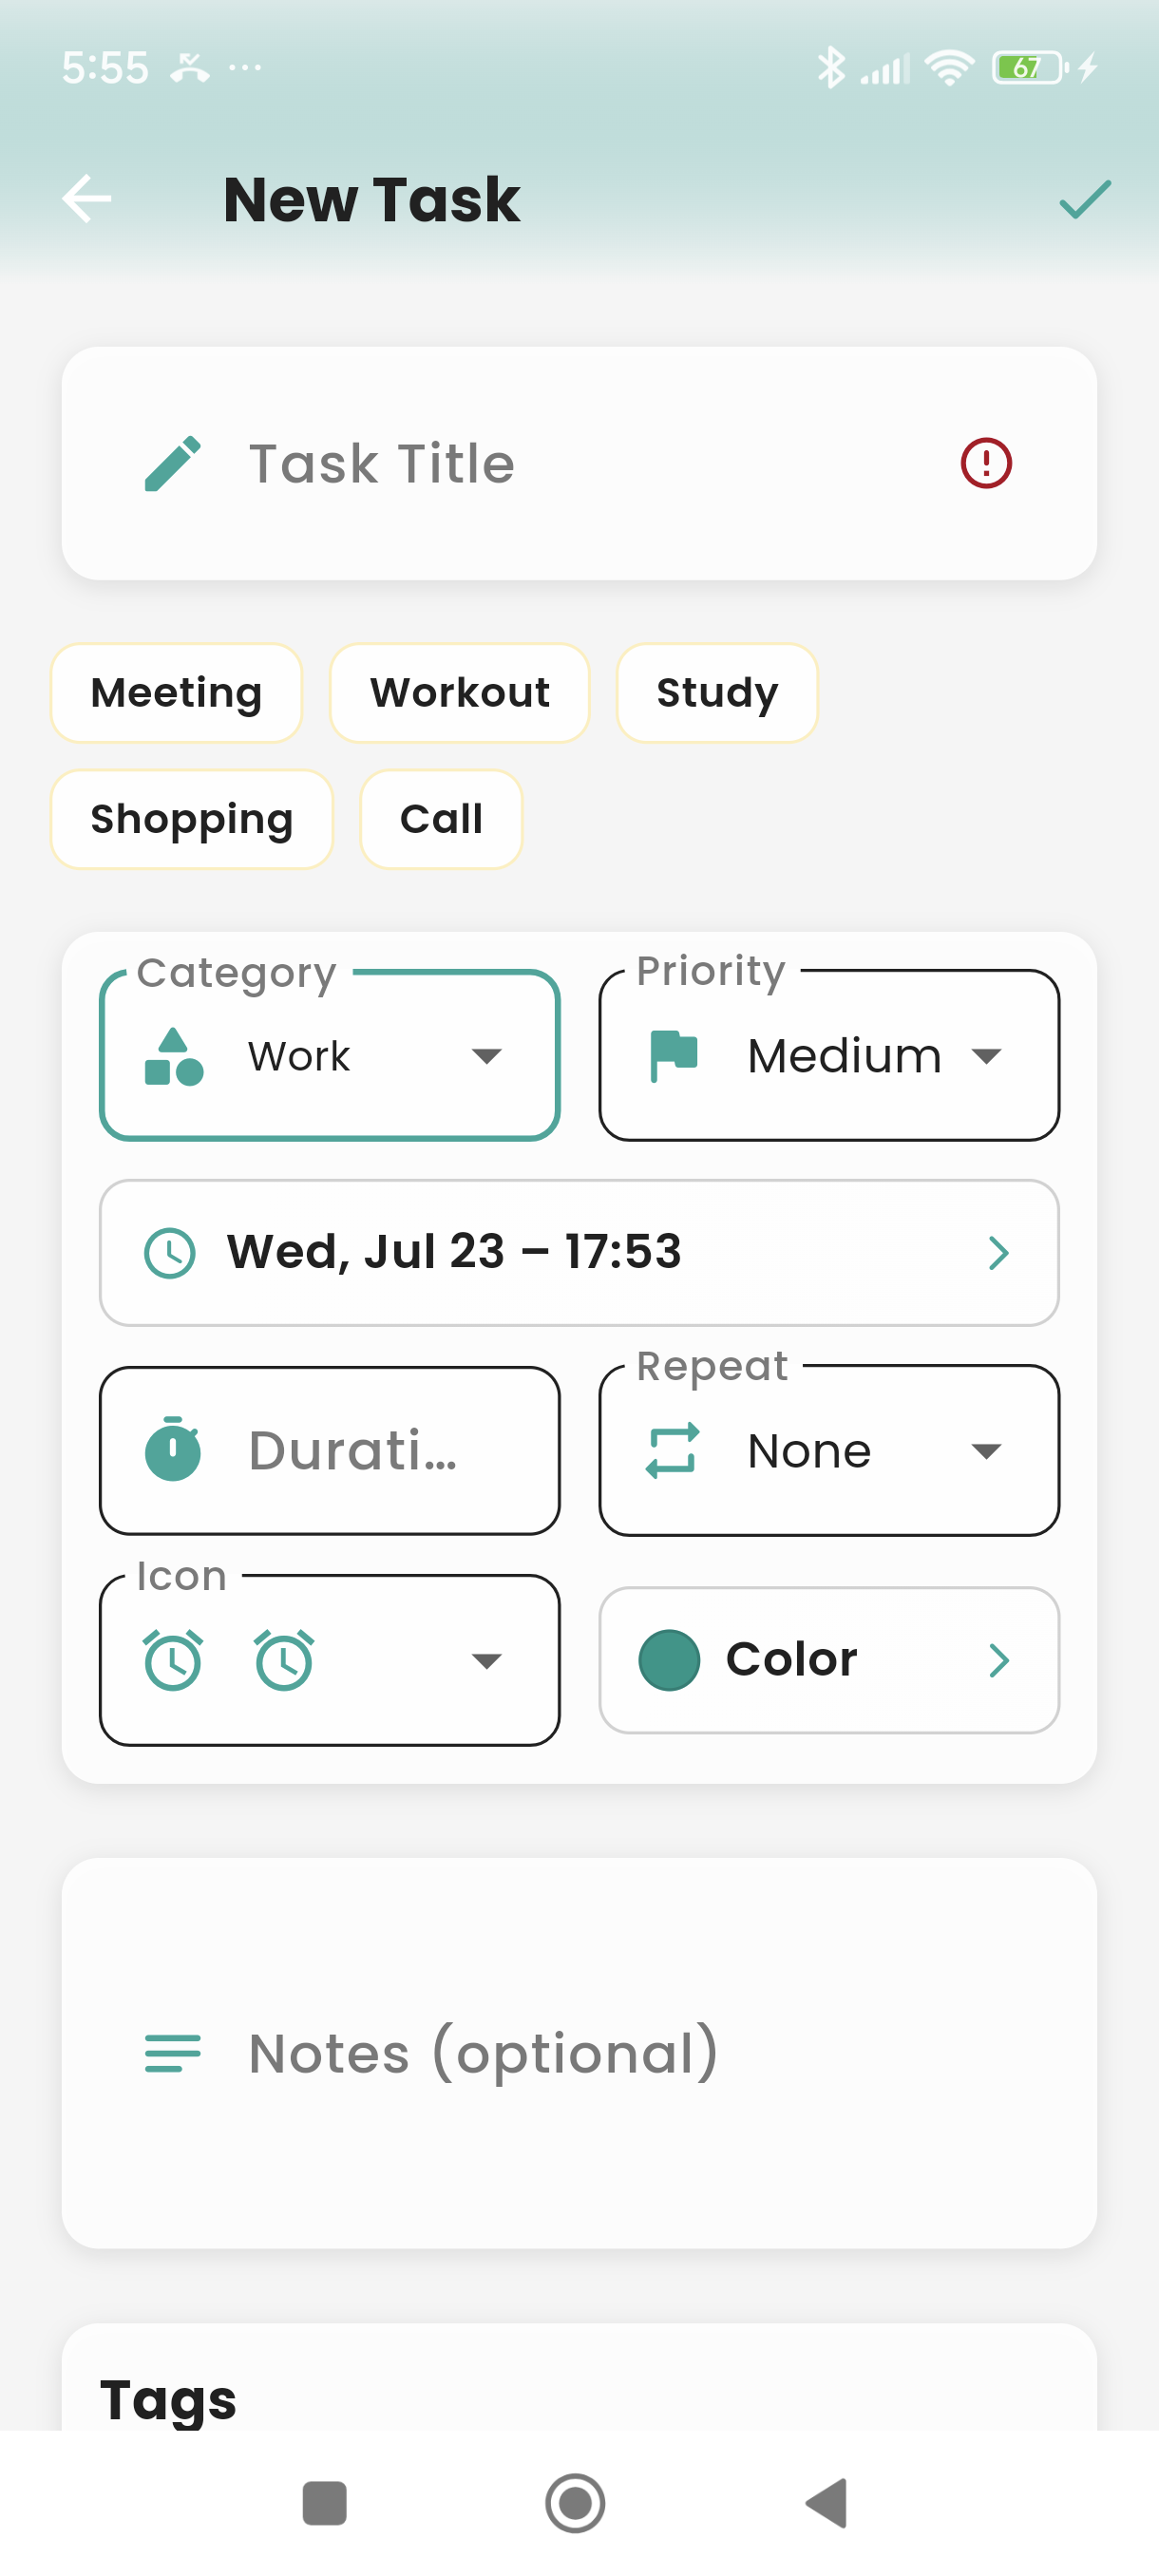 5:55 ... 67
New Task
Task Title
Meeting Workout Study
Shopping Call
Category Priority
Work Medium
Wed, Jul 23 – 17:53
Repeat
Durati... None
Icon
Color
Notes (optional)
Tags